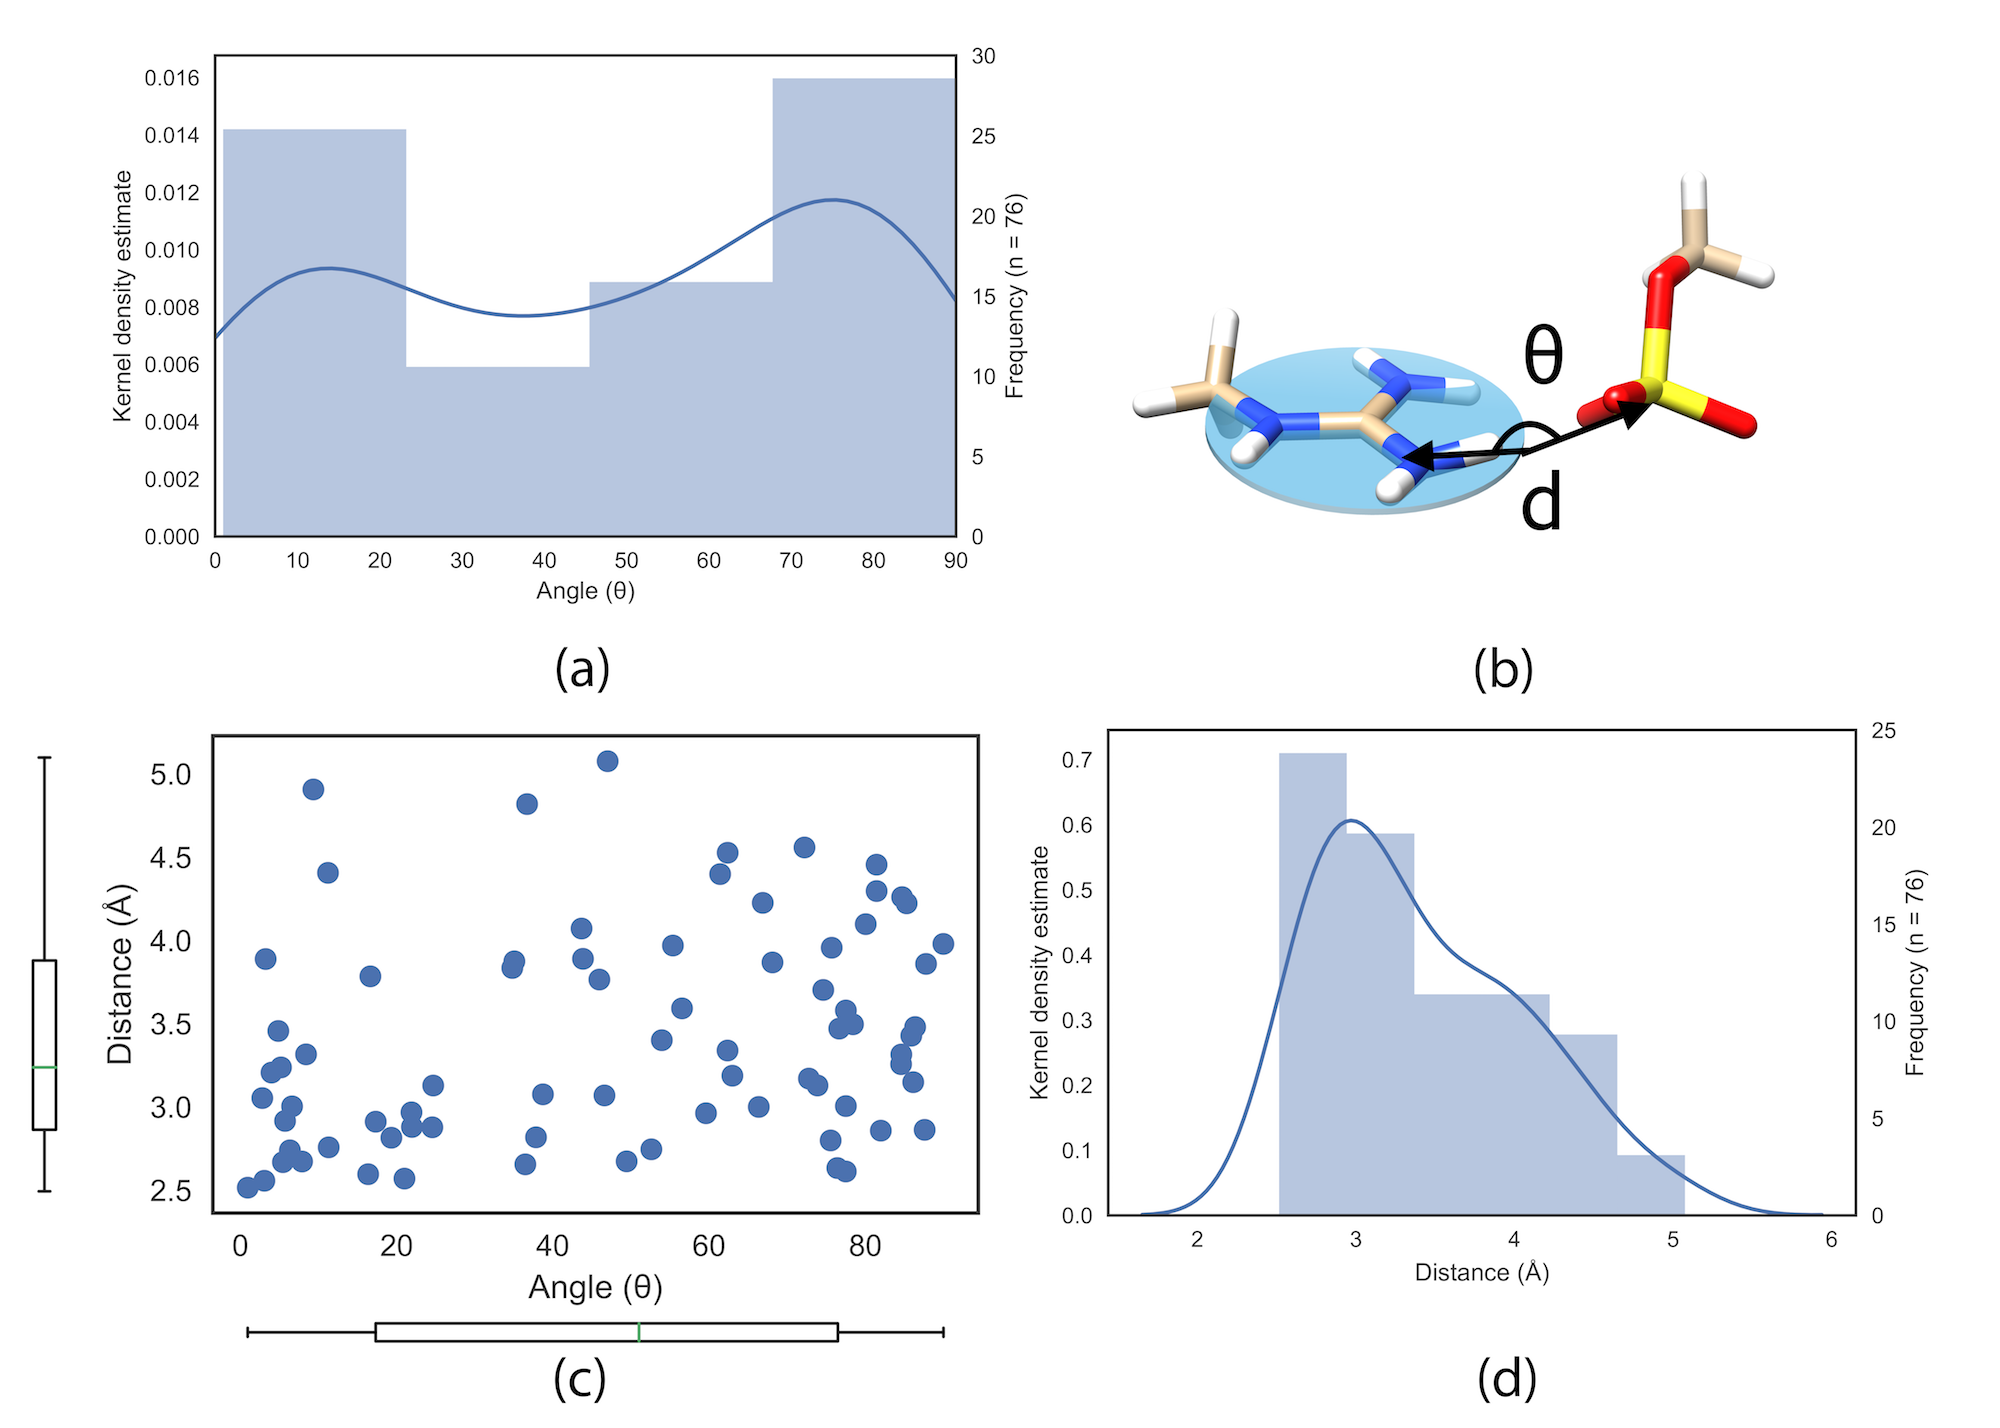 0.016
0.014
0.012
0.010
0.008
0.006
0.004
0.002
0.000
Kernel density estimate
30
25
20
15
10
5
0
Frequency (n = 76)
0 10 20 30 40 50 60 70 80 90
Angle (θ)
(a)
θ
d
(b)
5.0
4.5
4.0
3.5
3.0
2.5
Distance (Å)
0 20 40 60 80
Angle (θ)
(c)
0.7
0.6
0.5
0.4
0.3
0.2
0.1
0.0
Kernel density estimate
25
20
15
10
5
0
Frequency (n = 76)
2 3 4 5 6
Distance (Å)
(d)